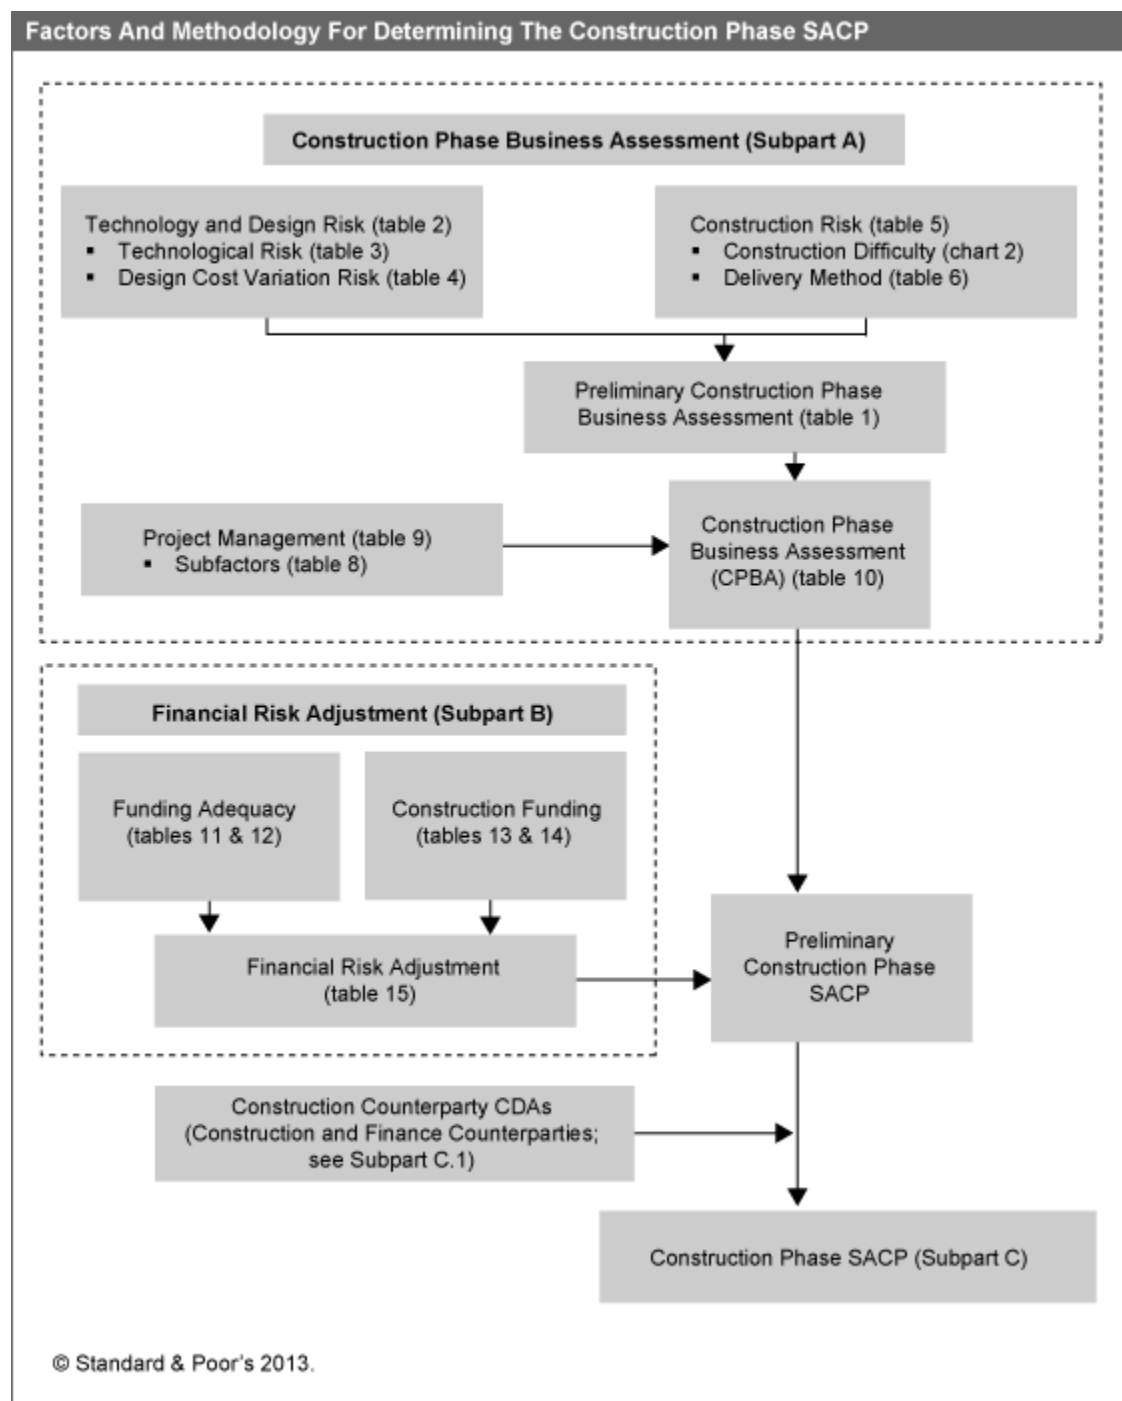 Factors And Methodology For Determining The Construction Phase SACP
Construction Phase Business Assessment (Subpart A)
Technology and Design Risk (table 2)
▪ Technological Risk (table 3)
▪ Design Cost Variation Risk (table 4)
Construction Risk (table 5)
▪ Construction Difficulty (chart 2)
▪ Delivery Method (table 6)
Preliminary Construction Phase
Business Assessment (table 1)
Project Management (table 9)
▪ Subfactors (table 8)
Construction Phase
Business Assessment
(CPBA) (table 10)
Financial Risk Adjustment (Subpart B)
Funding Adequacy
(tables 11 & 12)
Construction Funding
(tables 13 & 14)
Financial Risk Adjustment
(table 15)
Preliminary
Construction Phase
SACP
Construction Counterparty CDAs
(Construction and Finance Counterparties;
see Subpart C.1)
Construction Phase SACP (Subpart C)
© Standard & Poor's 2013.